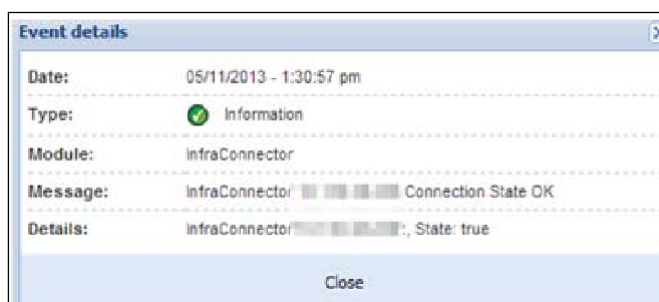 Event details
Date: 05/11/2013 - 1:30:57 pm
Type: Information
Module: InfraConnector
Message: InfraConnector Connection State OK
Details: InfraConnector , State: true
Close